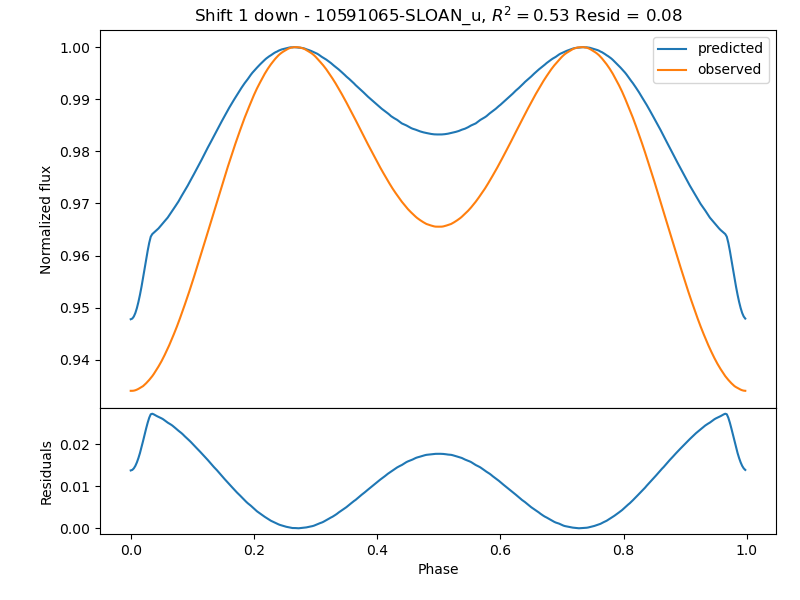 Shift 1 down - 10591065-SLOAN_u, $R^2 = 0.53$ Resid = 0.08
predicted
observed
1.00
0.99
0.98
0.97
0.96
0.95
0.94
Normalized flux
0.02
0.01
0.00
Residuals
0.0 0.2 0.4 0.6 0.8 1.0
Phase